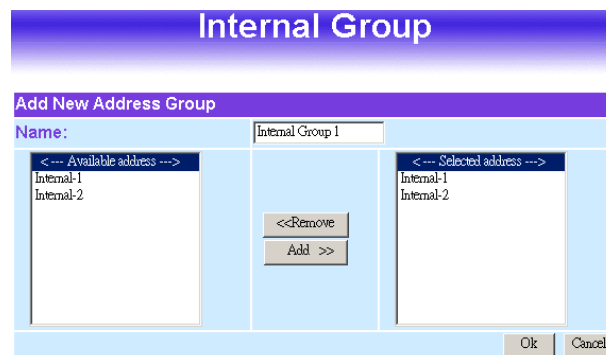 Internal Group
Add New Address Group
Name:
Internal Group 1
<--- Available address --->
Internal-1
Internal-2
<<Remove
Add >>
<--- Selected address --->
Internal-1
Internal-2
Ok
Cancel